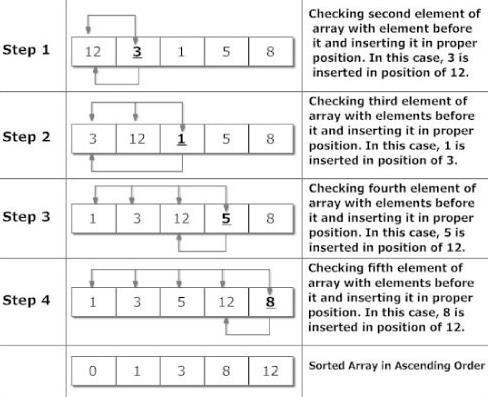 Step 1
12 3 1 5 8
Checking second element of
array with element before
it and inserting it in proper
position. In this case, 3 is
inserted in position of 12.
Step 2
3 12 1 5 8
Checking third element of
array with elements before
it and inserting it in proper
position. In this case, 1 is
inserted in position of 3.
Step 3
1 3 12 5 8
Checking fourth element of
array with elements before
it and inserting it in proper
position. In this case, 5 is
inserted in position of 12.
Step 4
1 3 5 12 8
Checking fifth element of
array with elements before
it and inserting it in proper
position. In this case, 8 is
inserted in position of 12.
0 1 3 8 12
Sorted Array in Ascending Order